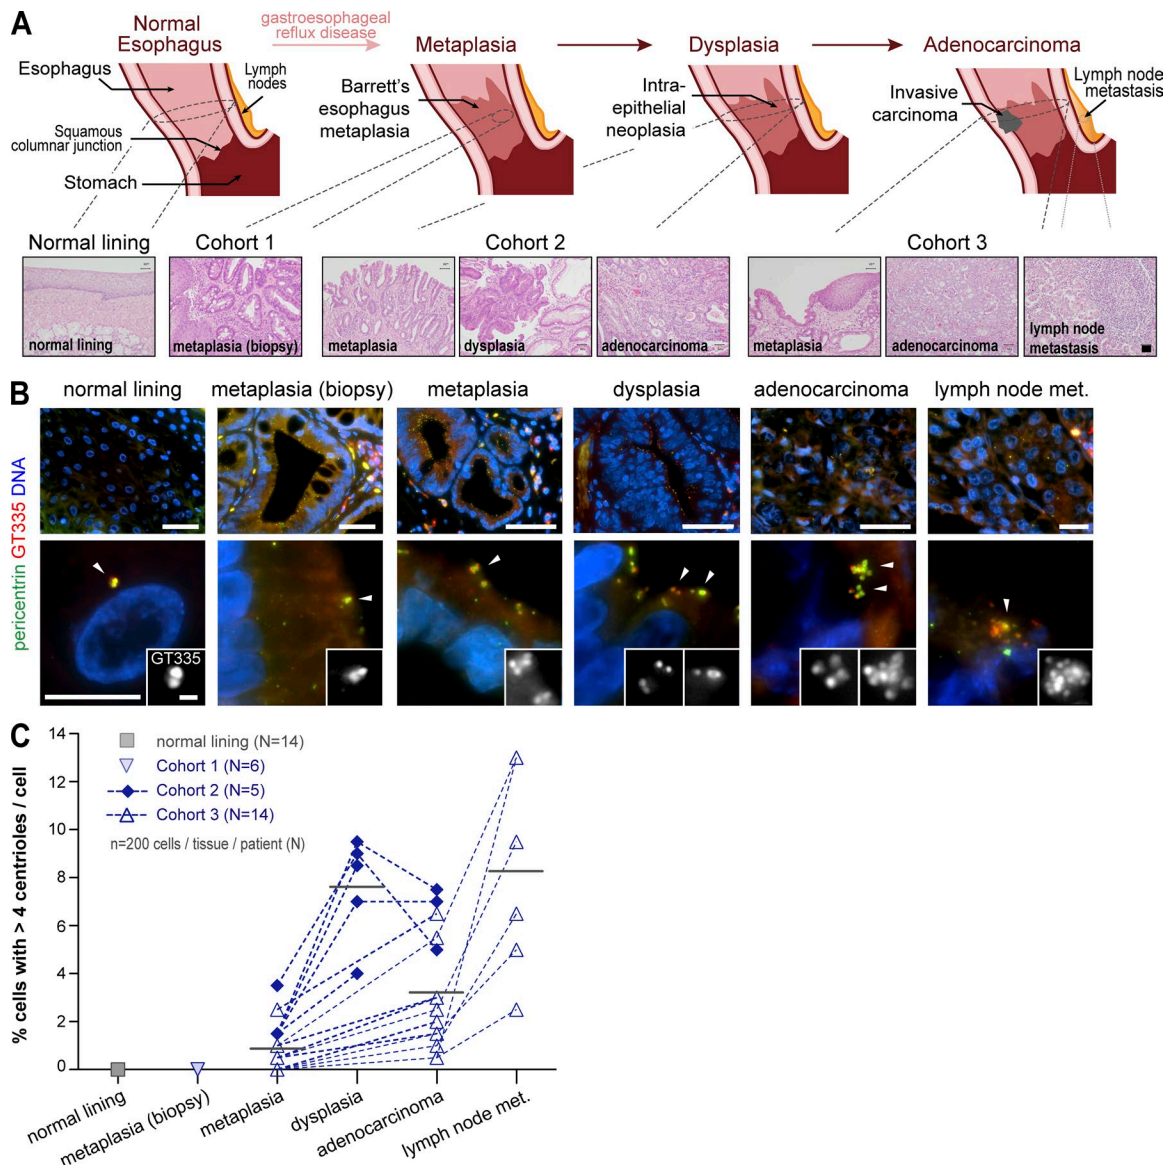 A
Normal
Esophagus
gastroesophageal
reflux disease
Metaplasia
Dysplasia
Adenocarcinoma
Esophagus
Lymph
nodes
Squamous
columnar junction
Stomach
Barrett's
esophagus
metaplasia
Intra-
epithelial
neoplasia
Invasive
carcinoma
Lymph node
metastasis
Normal lining
Cohort 1
Cohort 2
Cohort 3
normal lining
metaplasia (biopsy)
metaplasia
dysplasia
adenocarcinoma
metaplasia
adenocarcinoma
lymph node
metastasis
B
normal lining
metaplasia (biopsy)
metaplasia
dysplasia
adenocarcinoma
lymph node met.
pericentrin GT335 DNA
GT335
C
% cells with > 4 centrioles / cell
14
12
10
8
6
4
2
0
normal lining (N=14)
Cohort 1 (N=6)
Cohort 2 (N=5)
Cohort 3 (N=14)
n=200 cells / tissue / patient (N)
normal lining
metaplasia (biopsy)
metaplasia
dysplasia
adenocarcinoma
lymph node met.